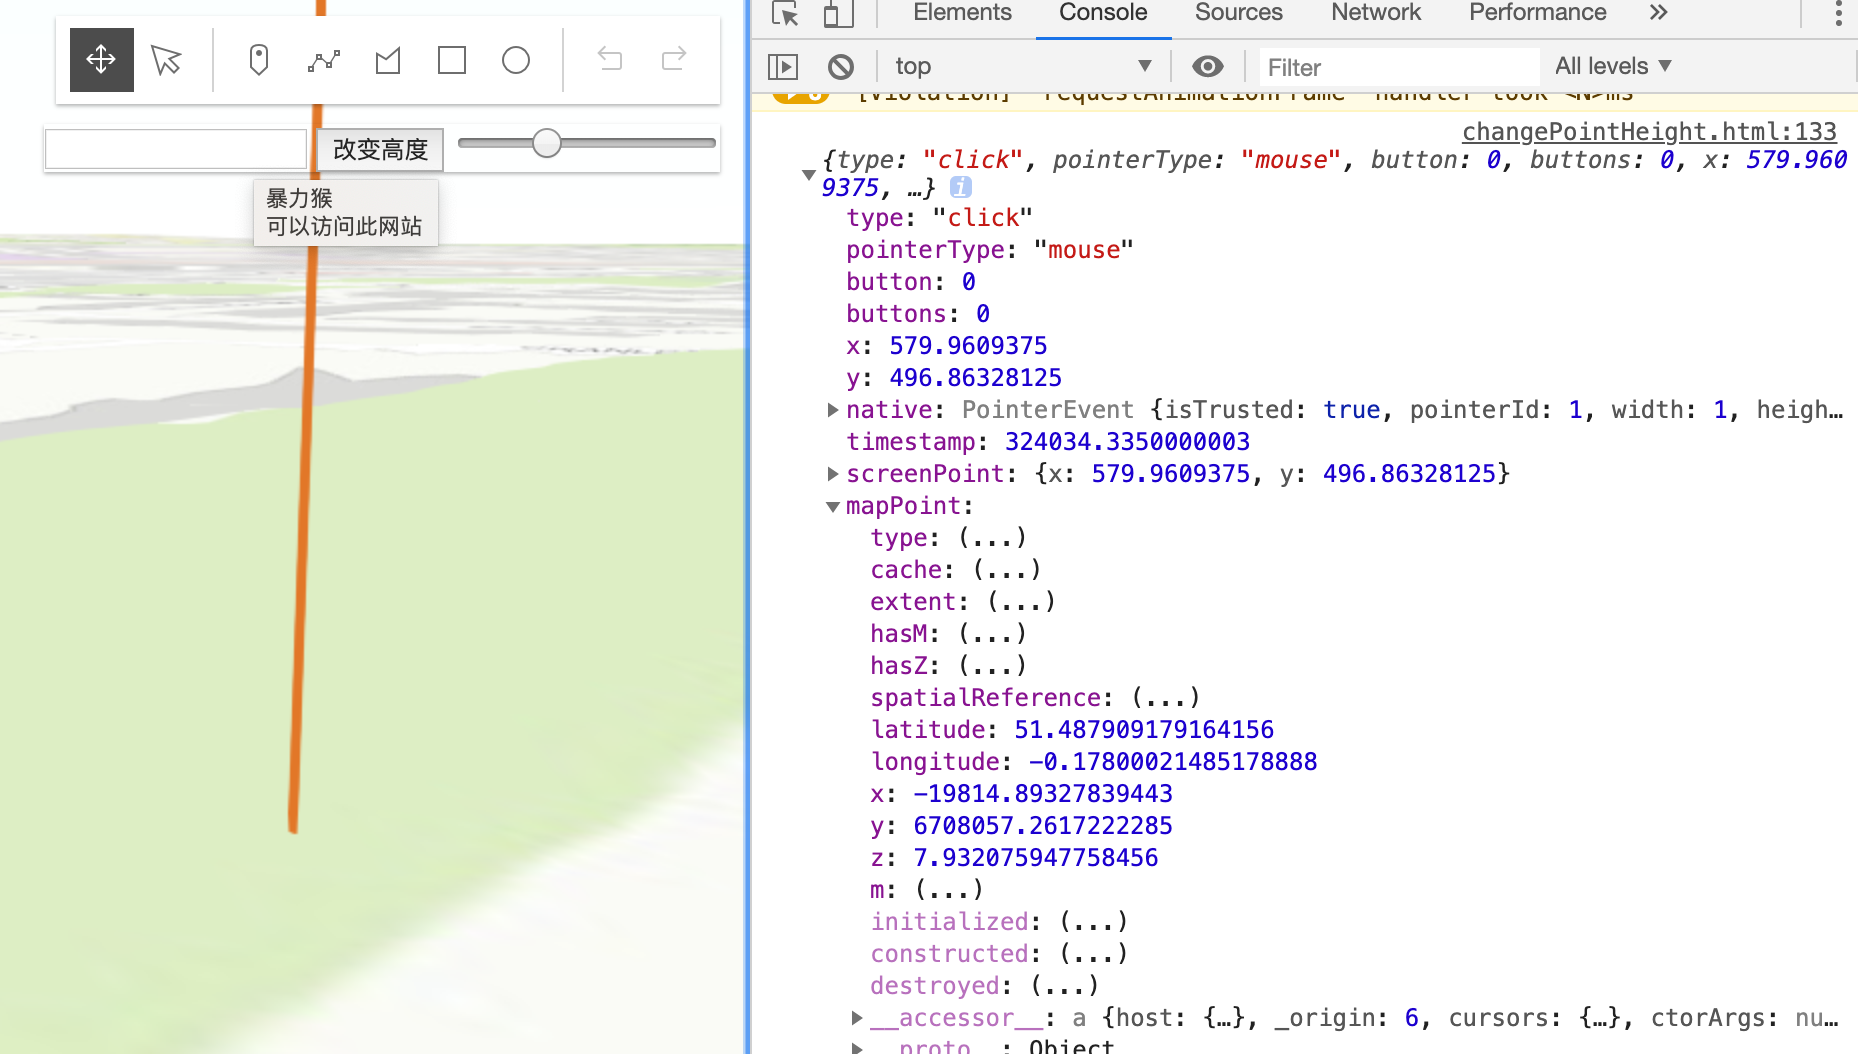 Elements Console Sources Network Performance »
top Filter All levels
[Violation] 'requestAnimationFrame' handler took <N>ms
changePointHeight.html:133
{type: "click", pointerType: "mouse", button: 0, buttons: 0, x: 579.960
9375, …} i
type: "click"
pointerType: "mouse"
button: 0
buttons: 0
x: 579.9609375
y: 496.86328125
native: PointerEvent {isTrusted: true, pointerId: 1, width: 1, heigh…
timestamp: 324034.3350000003
screenPoint: {x: 579.9609375, y: 496.86328125}
mapPoint:
type: (...)
cache: (...)
extent: (...)
hasM: (...)
hasZ: (...)
spatialReference: (...)
latitude: 51.487909179164156
longitude: -0.17800021485178888
x: -19814.89327839443
y: 6708057.2617222285
z: 7.932075947758456
m: (...)
initialized: (...)
constructed: (...)
destroyed: (...)
__accessor__: a {host: {…}, _origin: 6, cursors: {…}, ctorArgs: nu…
__proto__: Object
改变高度
暴力猴
可以访问此网站